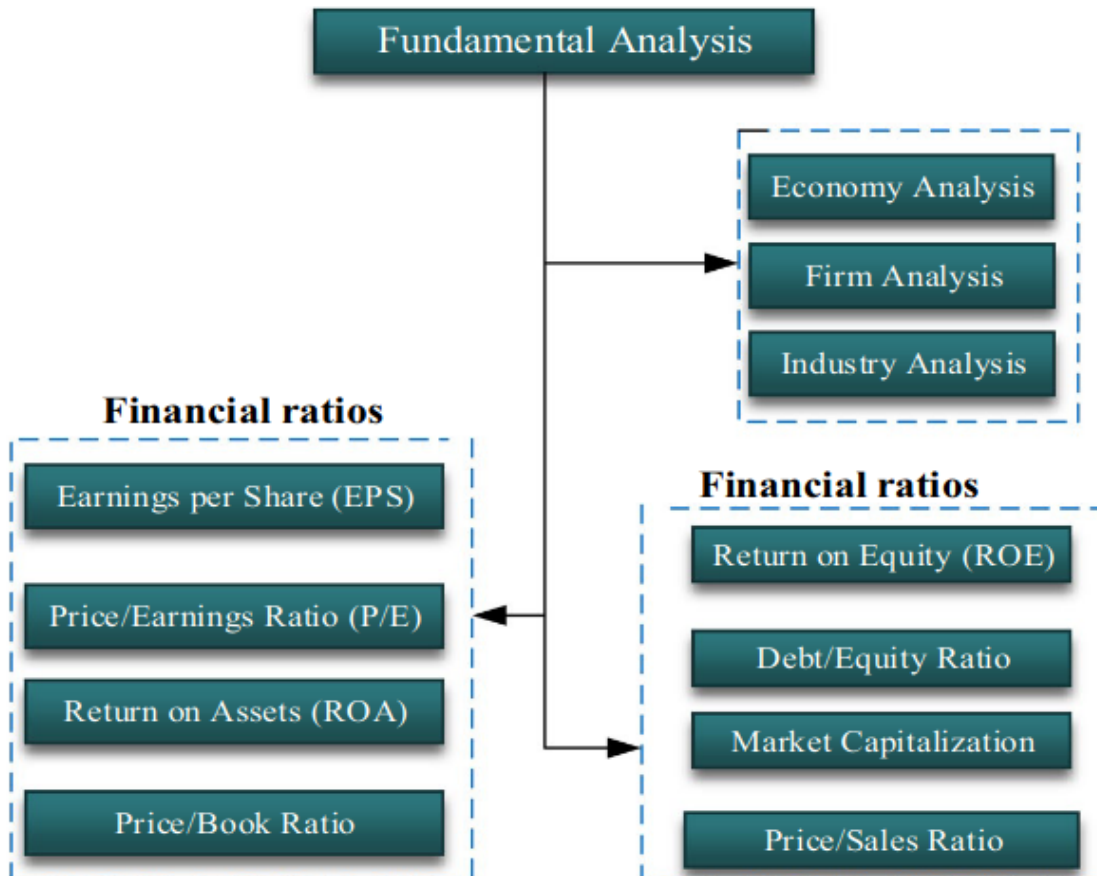 Fundamental Analysis
Economy Analysis
Firm Analysis
Industry Analysis
Financial ratios
Earnings per Share (EPS)
Price/Earnings Ratio (P/E)
Return on Assets (ROA)
Price/Book Ratio
Financial ratios
Return on Equity (ROE)
Debt/Equity Ratio
Market Capitalization
Price/Sales Ratio